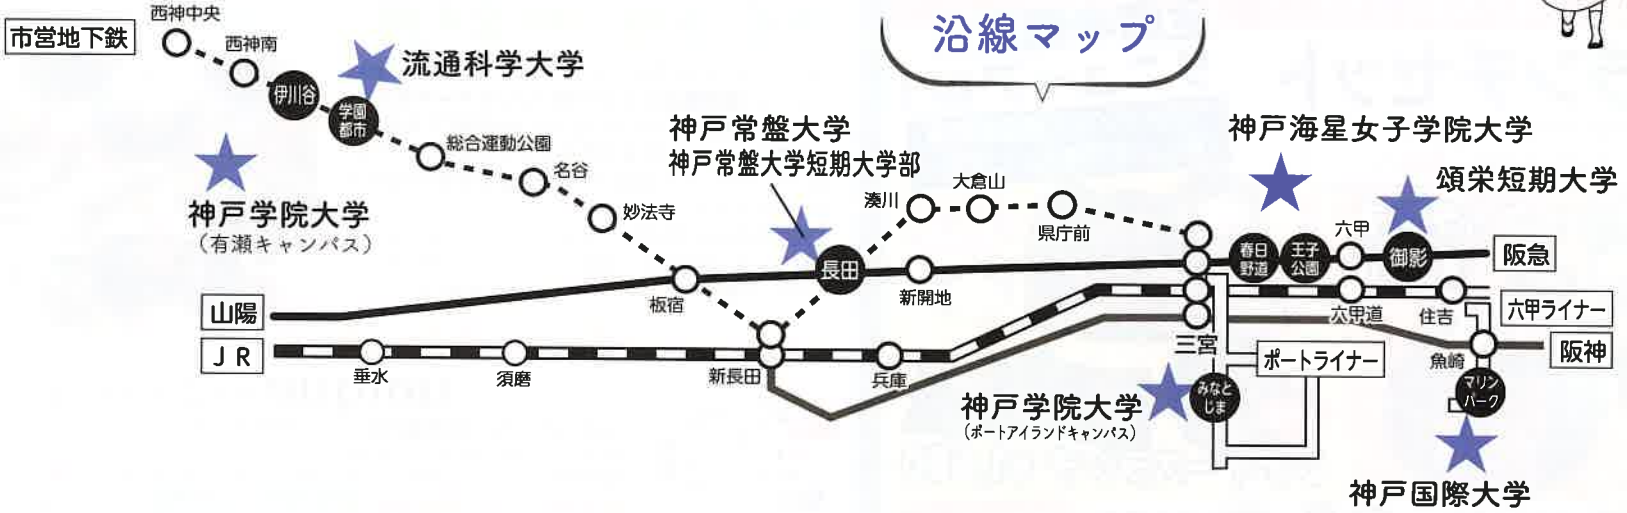 沿線マップ
市営地下鉄
西神中央
西神南
伊川谷
学園
都市
流通科学大学
総合運動公園
名谷
妙法寺
神戸学院大学
（有瀬キャンパス）
神戸常盤大学
神戸常盤大学短期大学部
湊川
大倉山
県庁前
長田
新開地
板宿
神戸海星女子学院大学
頌栄短期大学
春日
野道
王子
公園
六甲
御影
阪急
山陽
JR
垂水
須磨
新長田
兵庫
三宮
六甲道
住吉
六甲ライナー
阪神
魚崎
ポートライナー
マリン
パーク
みなと
じま
神戸学院大学
（ポートアイランドキャンパス）
神戸国際大学